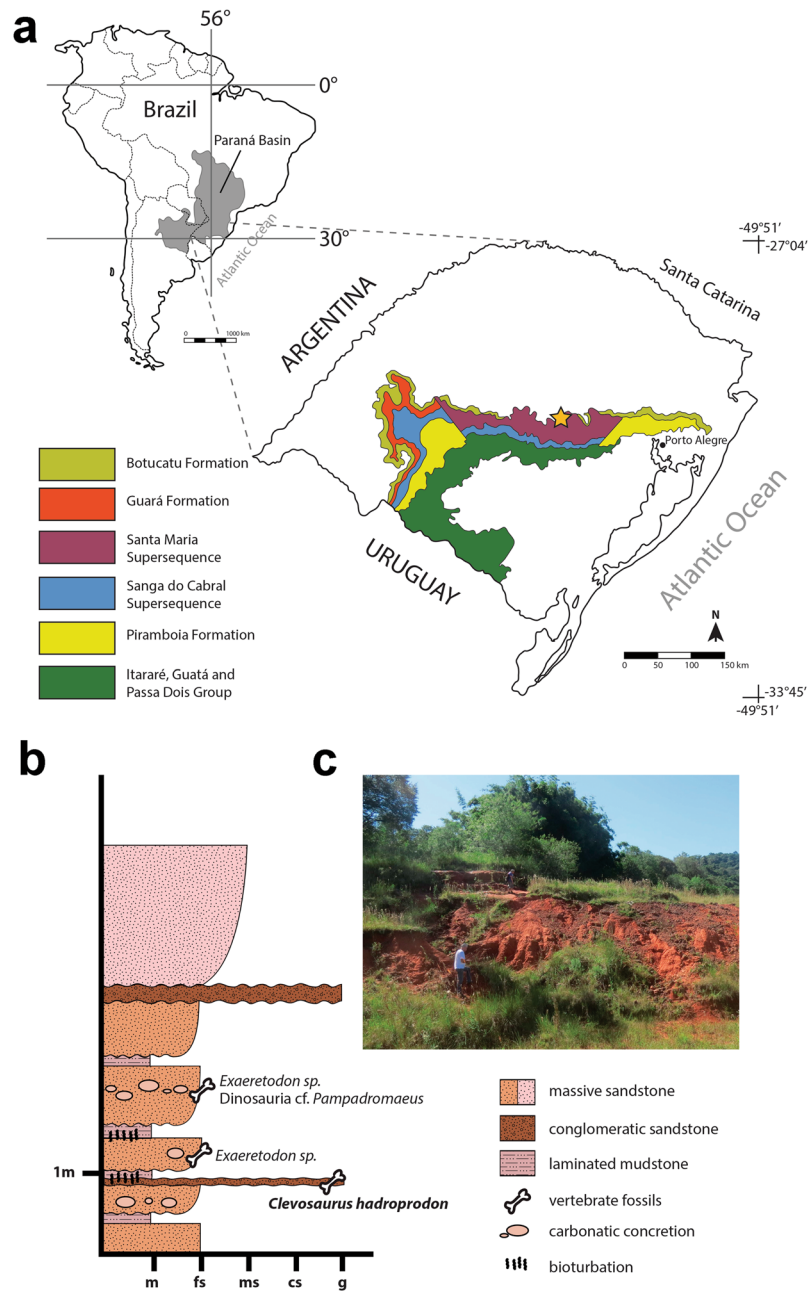 a
56°
0°
Brazil
Paraná Basin
30°
Atlantic Ocean
0 1000 km
-49°51′
-27°04′
Santa Catarina
ARGENTINA
Porto Alegre
URUGUAY
Atlantic Ocean
N
0 50 100 150 km
-33°45′
-49°51′
Botucatu Formation
Guará Formation
Santa Maria
Supersequence
Sanga do Cabral
Supersequence
Piramboia Formation
Itararé, Guatá and
Passa Dois Group
b
Exaeretodon sp.
Dinosauria cf. Pampadromaeus
Exaeretodon sp.
1m
Clevosaurus hadroprodon
m fs ms cs g
c
massive sandstone
conglomeratic sandstone
laminated mudstone
vertebrate fossils
carbonatic concretion
bioturbation